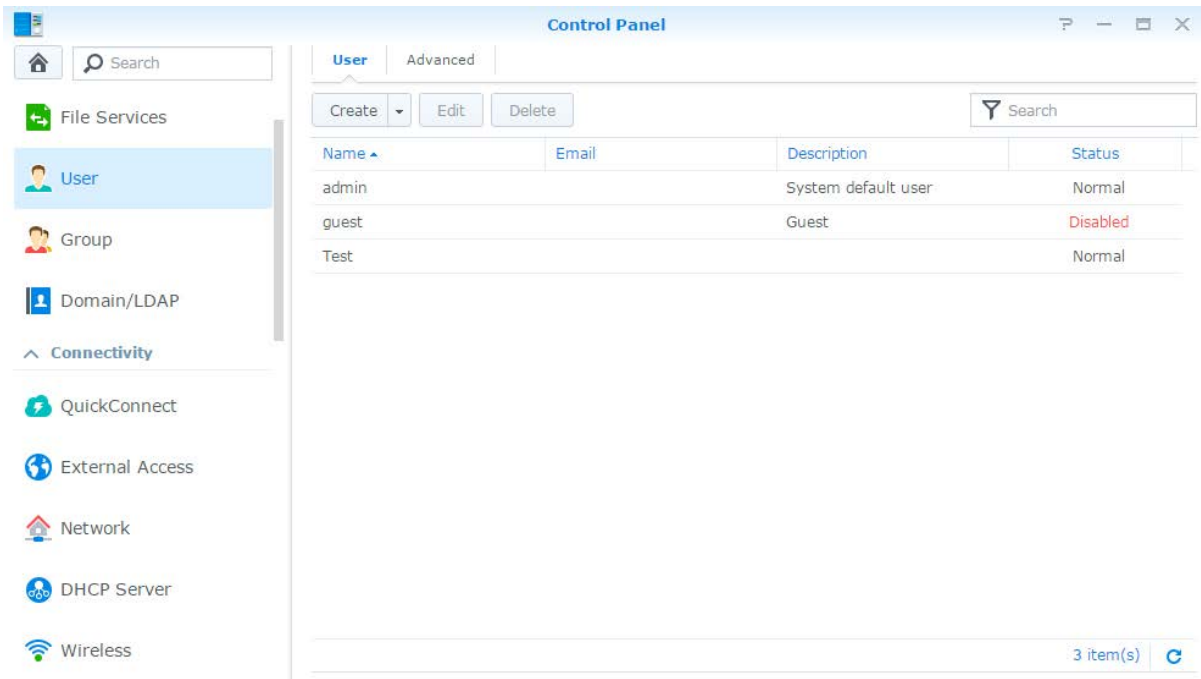 Control Panel
Search
File Services
User
Group
Domain/LDAP
Connectivity
QuickConnect
External Access
Network
DHCP Server
Wireless
User Advanced
Create Edit Delete Search
Name Email Description Status
admin System default user Normal
guest Guest Disabled
Test Normal
3 item(s)